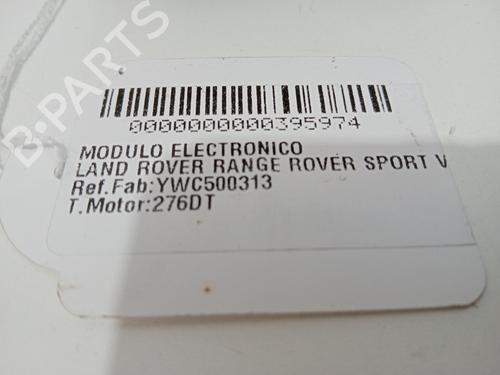 0000000000395974
MODULO ELECTRONICO
LAND ROVER RANGE ROVER SPORT V
Ref.Fab:YWC500313
T.Motor:276DT
B-PARTS